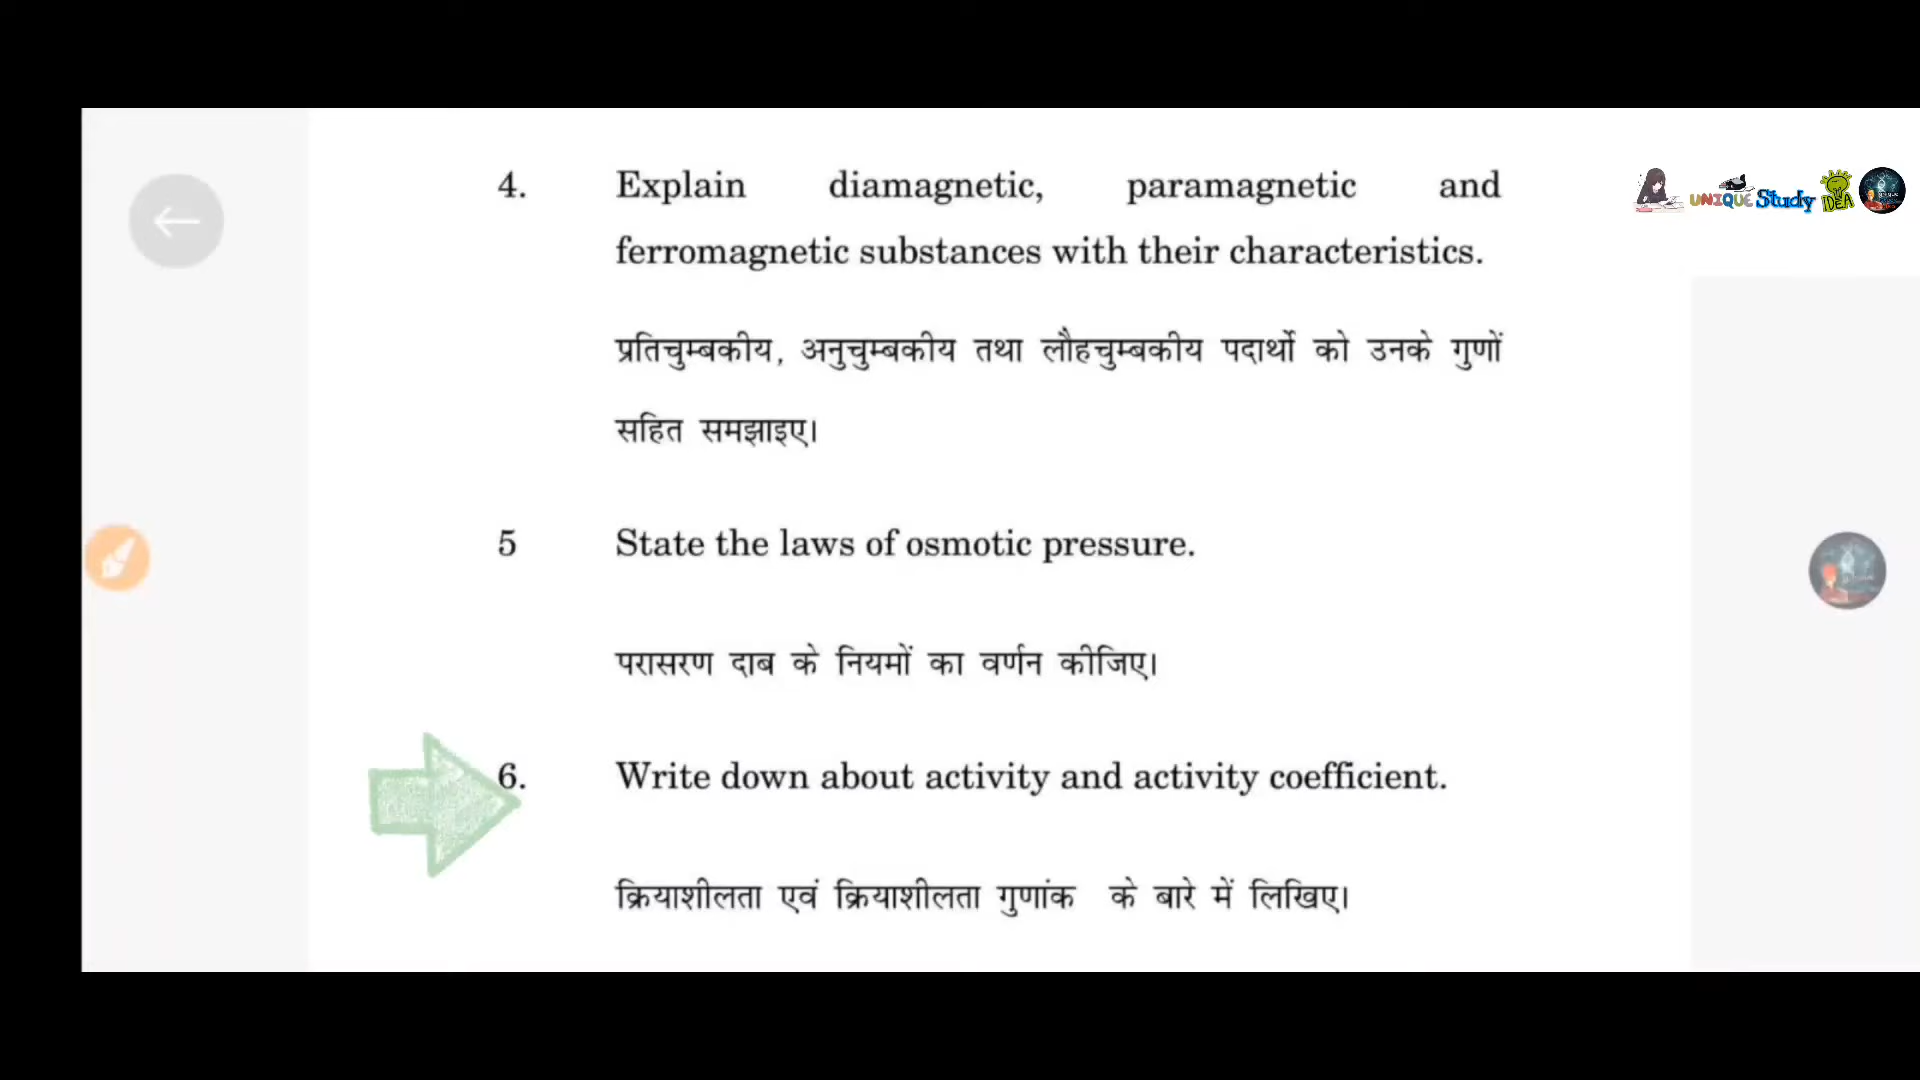 4. Explain diamagnetic, paramagnetic and
ferromagnetic substances with their characteristics.
प्रतिचुम्बकीय, अनुचुम्बकीय तथा लौहचुम्बकीय पदार्थो को उनके गुणों
सहित समझाइए।
5 State the laws of osmotic pressure.
परासरण दाब के नियमों का वर्णन कीजिए।
6. Write down about activity and activity coefficient.
क्रियाशीलता एवं क्रियाशीलता गुणांक के बारे में लिखिए।
UNIQUE Study IDEA